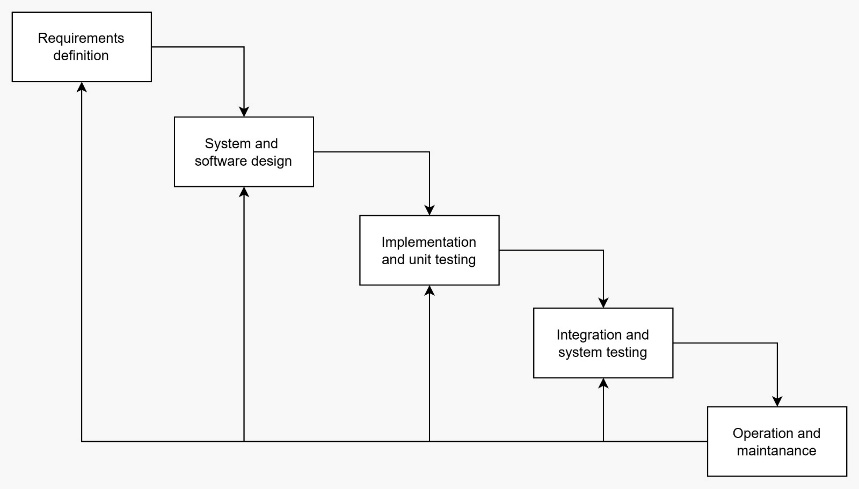 Requirements
definition
System and
software design
Implementation
and unit testing
Integration and
system testing
Operation and
maintanance